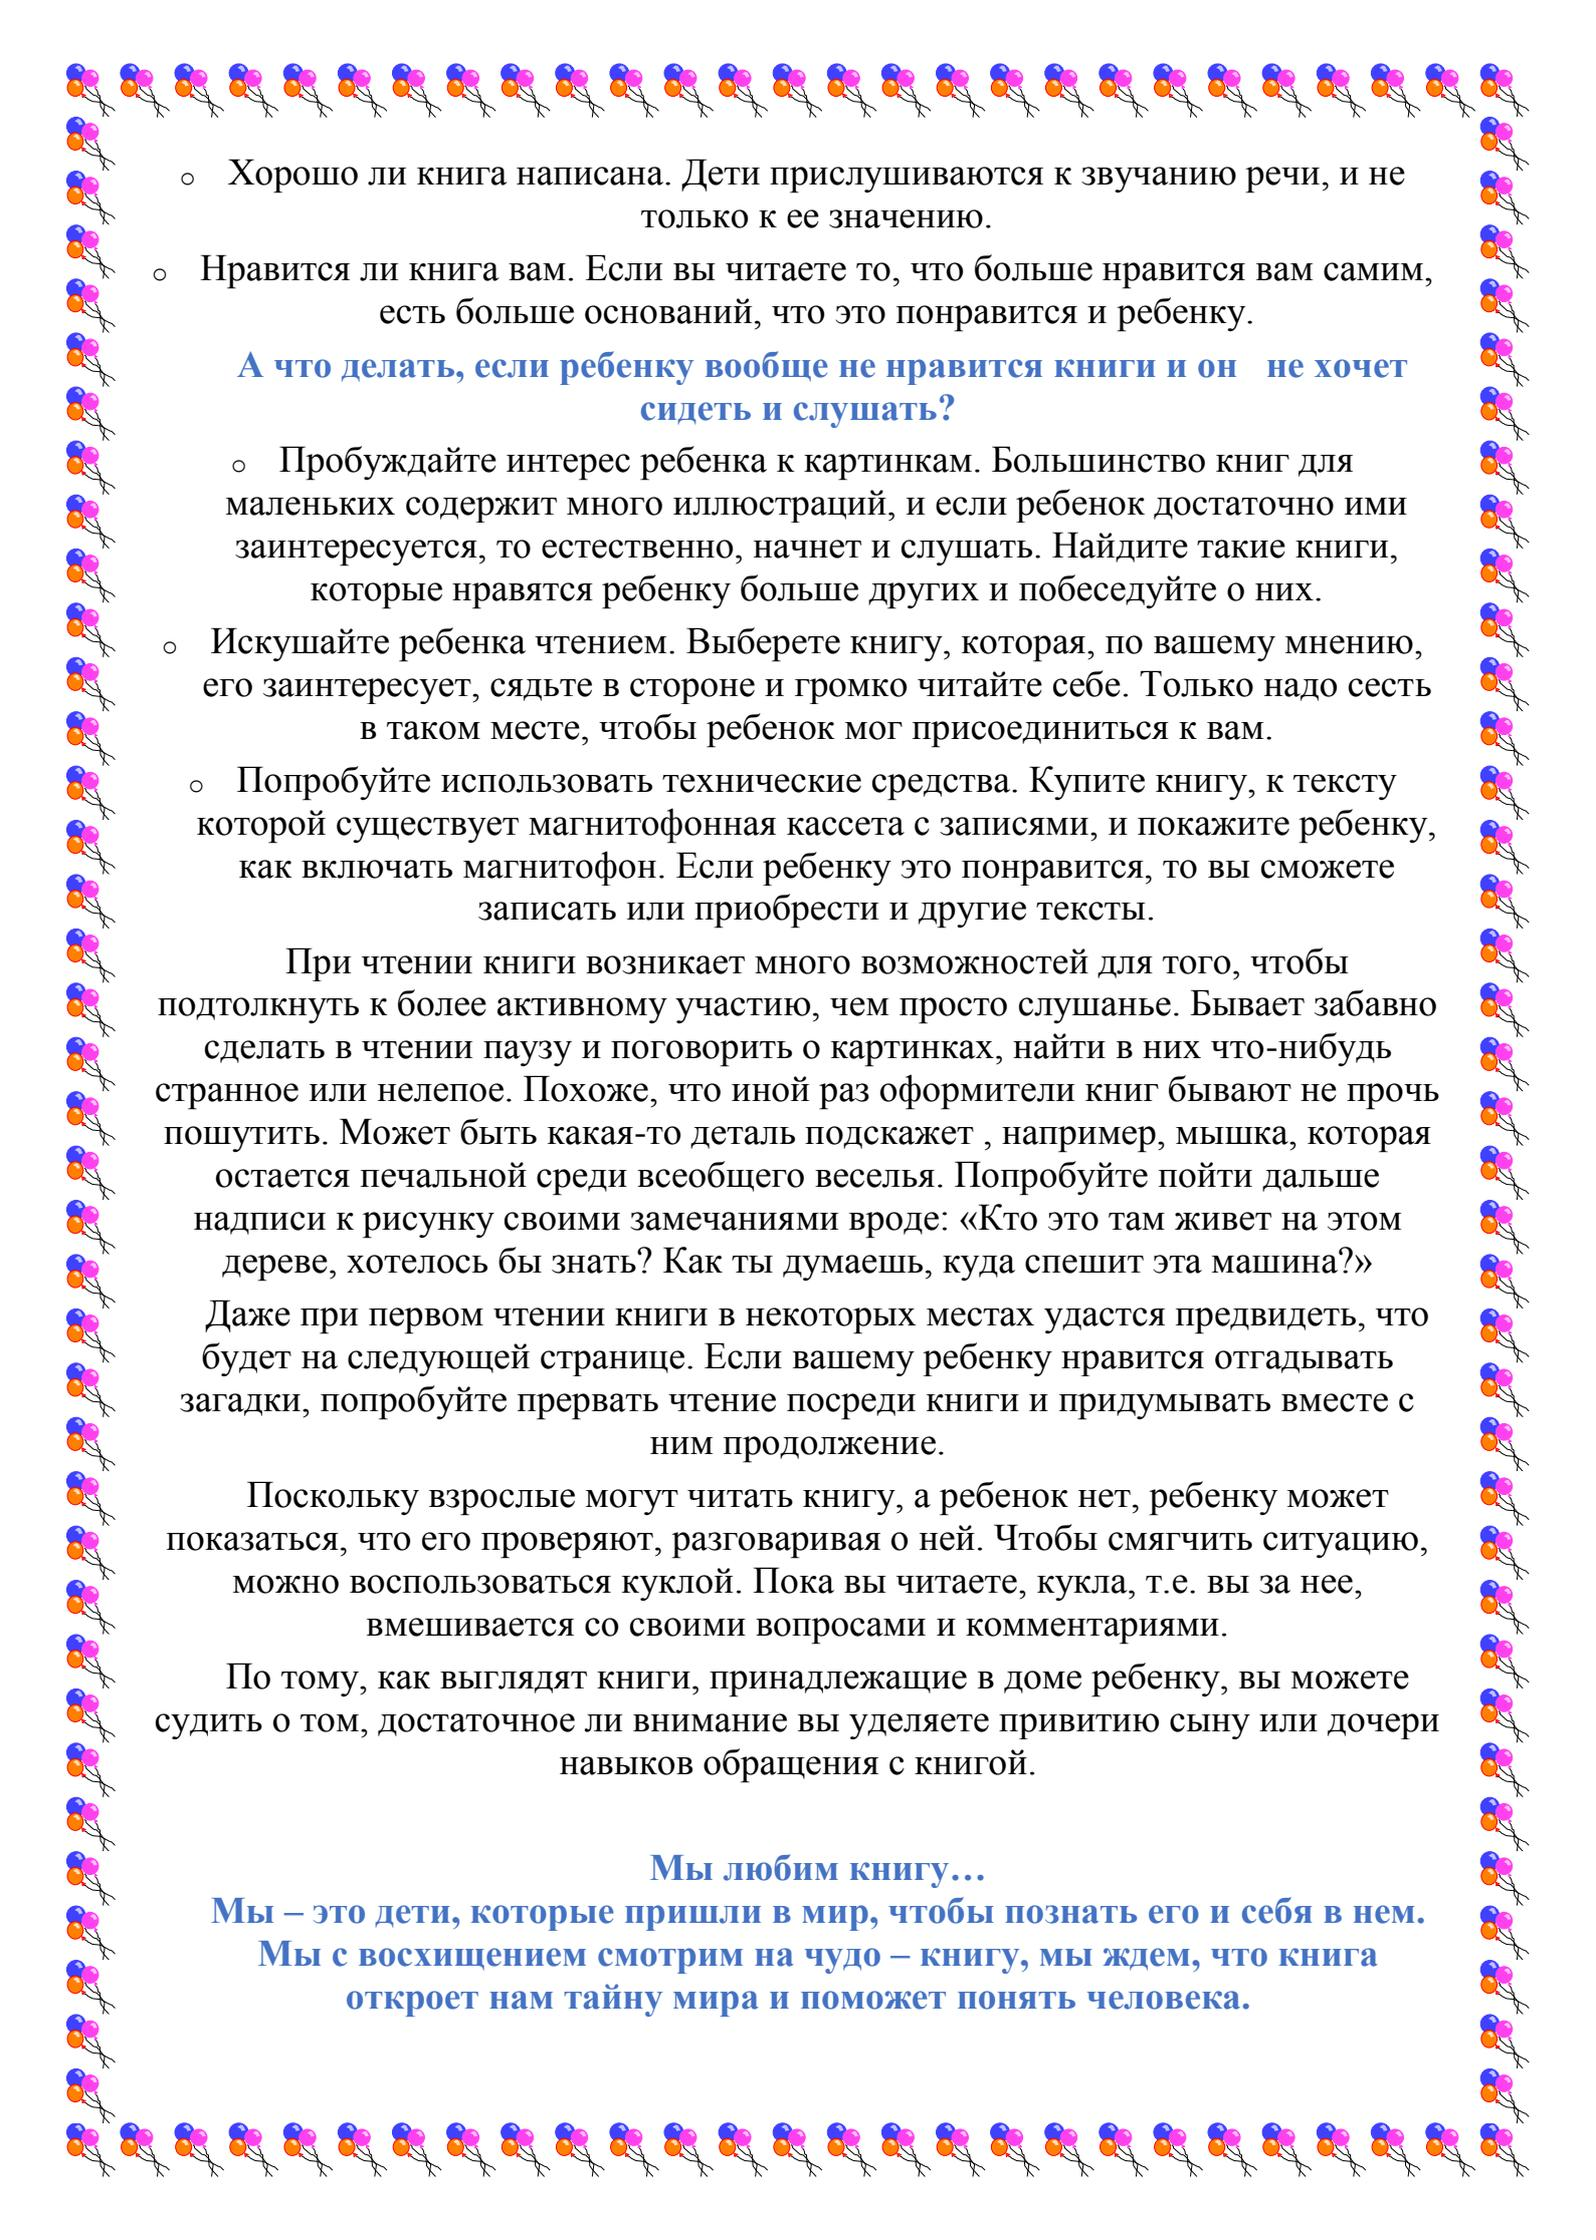 ○ Хорошо ли книга написана. Дети прислушиваются к звучанию речи, и не
только к ее значению.
○ Нравится ли книга вам. Если вы читаете то, что больше нравится вам самим,
есть больше оснований, что это понравится и ребенку.
А что делать, если ребенку вообще не нравится книги и он не хочет
сидеть и слушать?
○ Пробуждайте интерес ребенка к картинкам. Большинство книг для
маленьких содержит много иллюстраций, и если ребенок достаточно ими
заинтересуется, то естественно, начнет и слушать. Найдите такие книги,
которые нравятся ребенку больше других и побеседуйте о них.
○ Искушайте ребенка чтением. Выберете книгу, которая, по вашему мнению,
его заинтересует, сядьте в стороне и громко читайте себе. Только надо сесть
в таком месте, чтобы ребенок мог присоединиться к вам.
○ Попробуйте использовать технические средства. Купите книгу, к тексту
которой существует магнитофонная кассета с записями, и покажите ребенку,
как включать магнитофон. Если ребенку это понравится, то вы сможете
записать или приобрести и другие тексты.
При чтении книги возникает много возможностей для того, чтобы
подтолкнуть к более активному участию, чем просто слушанье. Бывает забавно
сделать в чтении паузу и поговорить о картинках, найти в них что-нибудь
странное или нелепое. Похоже, что иной раз оформители книг бывают не прочь
пошутить. Может быть какая-то деталь подскажет , например, мышка, которая
остается печальной среди всеобщего веселья. Попробуйте пойти дальше
надписи к рисунку своими замечаниями вроде: «Кто это там живет на этом
дереве, хотелось бы знать? Как ты думаешь, куда спешит эта машина?»
Даже при первом чтении книги в некоторых местах удастся предвидеть, что
будет на следующей странице. Если вашему ребенку нравится отгадывать
загадки, попробуйте прервать чтение посреди книги и придумывать вместе с
ним продолжение.
Поскольку взрослые могут читать книгу, а ребенок нет, ребенку может
показаться, что его проверяют, разговаривая о ней. Чтобы смягчить ситуацию,
можно воспользоваться куклой. Пока вы читаете, кукла, т.е. вы за нее,
вмешивается со своими вопросами и комментариями.
По тому, как выглядят книги, принадлежащие в доме ребенку, вы можете
судить о том, достаточное ли внимание вы уделяете привитию сыну или дочери
навыков обращения с книгой.
Мы любим книгу…
Мы – это дети, которые пришли в мир, чтобы познать его и себя в нем.
Мы с восхищением смотрим на чудо – книгу, мы ждем, что книга
откроет нам тайну мира и поможет понять человека.